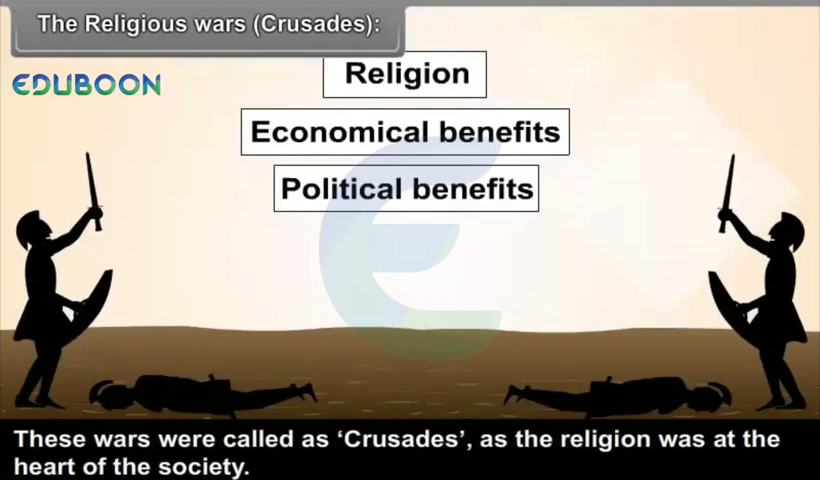 The Religious wars (Crusades):
EDUBOON
Religion
Economical benefits
Political benefits
These wars were called as ‘Crusades’, as the religion was at the
heart of the society.